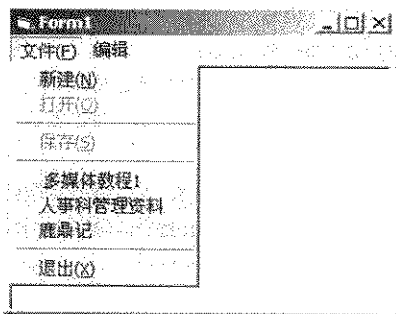 Form1
文件(F) 编辑
新建(N)
打开(O)
保存(S)
多媒体教程!
人事科管理资料
鹿鼎记
退出(X)